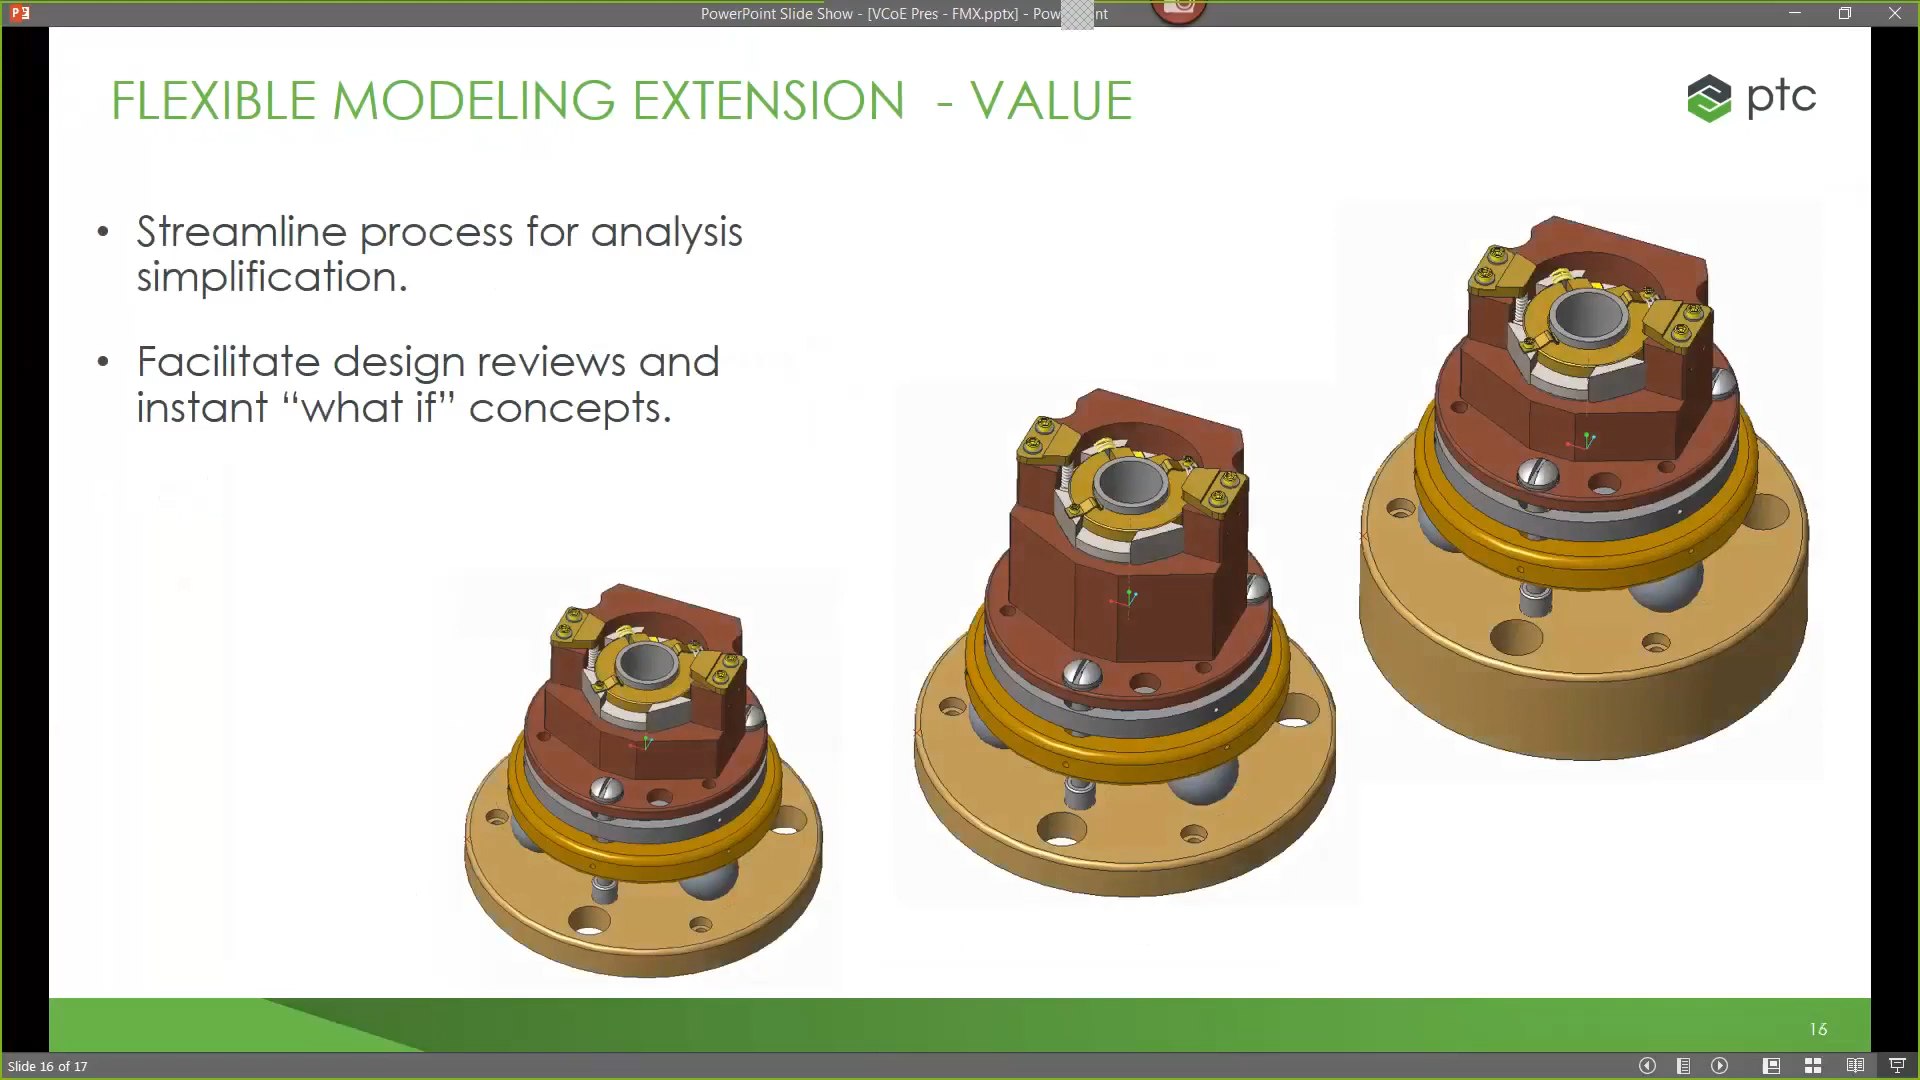 PowerPoint Slide Show - [VCoE Pres - FMX.pptx] - Pow nt
FLEXIBLE MODELING EXTENSION - VALUE
ptc
• Streamline process for analysis
simplification.
• Facilitate design reviews and
instant “what if” concepts.
16
Slide 16 of 17